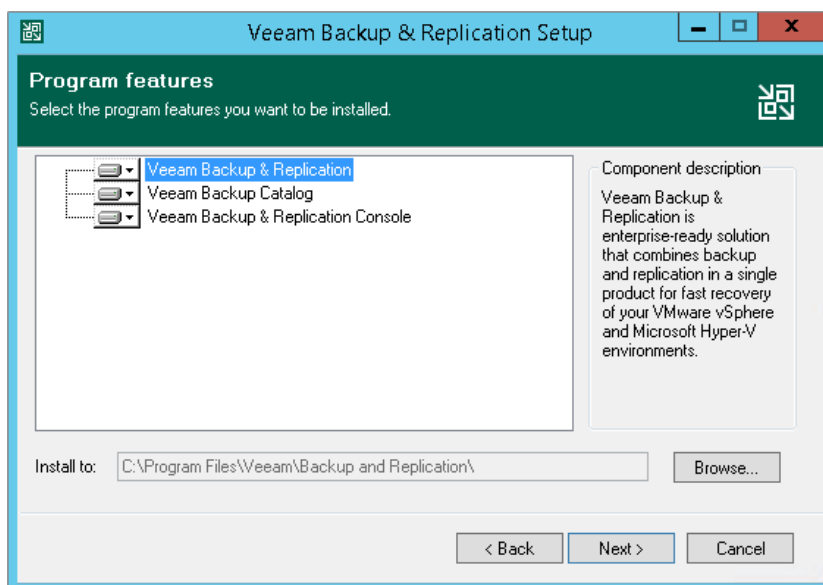 Veeam Backup & Replication Setup
Program features
Select the program features you want to be installed.
Veeam Backup & Replication
Veeam Backup Catalog
Veeam Backup & Replication Console
Component description
Veeam Backup &
Replication is
enterprise-ready solution
that combines backup
and replication in a single
product for fast recovery
of your VMware vSphere
and Microsoft Hyper-V
environments.
Install to:
C:\Program Files\Veeam\Backup and Replication\
Browse...
< Back
Next >
Cancel